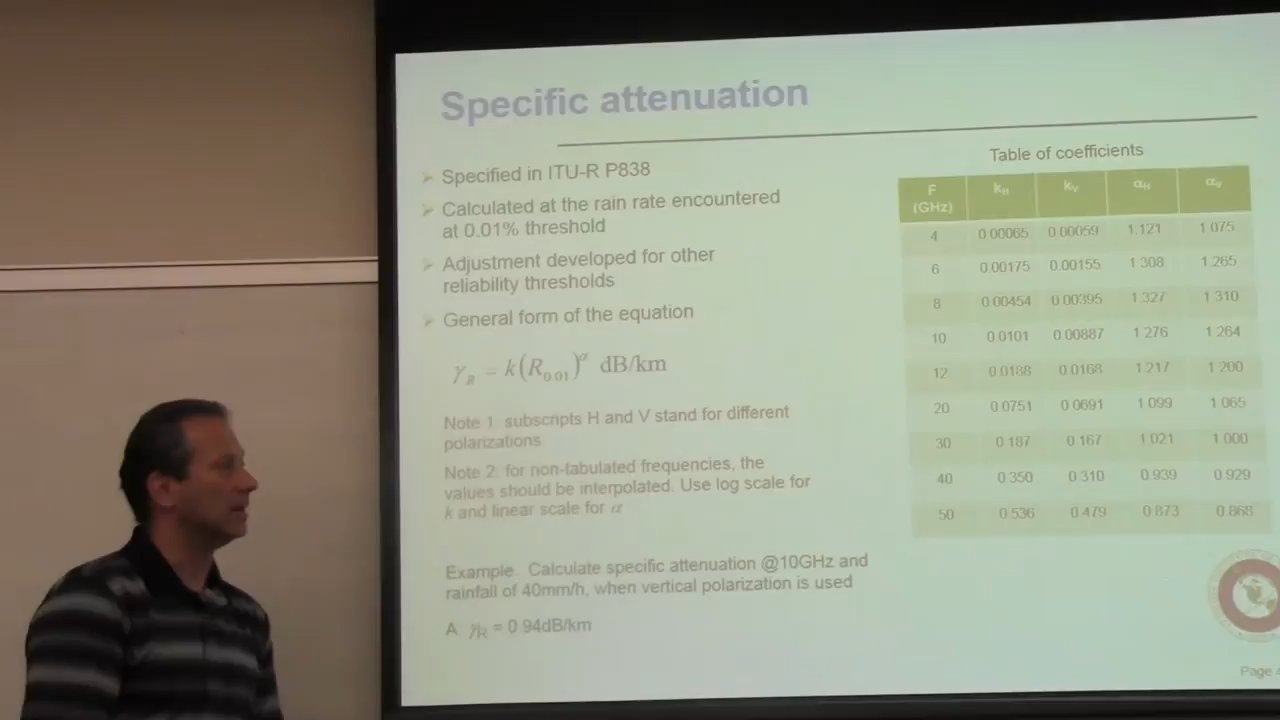 Specific attenuation
Specified in ITU-R P838
Calculated at the rain rate encountered
at 0.01% threshold
Adjustment developed for other
reliability thresholds
General form of the equation
γR = k(R0.01)^α dB/km
Note 1: subscripts H and V stand for different
polarizations
Note 2: for non-tabulated frequencies, the
values should be interpolated. Use log scale for
k and linear scale for α
Example. Calculate specific attenuation @10GHz and
rainfall of 40mm/h, when vertical polarization is used
A. γR = 0.94dB/km
Table of coefficients
F (GHz) kH kV αH αV
4 0.00065 0.00059 1.121 1.075
6 0.00175 0.00155 1.308 1.265
8 0.00454 0.00395 1.327 1.310
10 0.0101 0.00887 1.276 1.264
12 0.0188 0.0168 1.217 1.200
20 0.0751 0.0691 1.099 1.065
30 0.187 0.167 1.021 1.000
40 0.350 0.310 0.939 0.929
50 0.536 0.479 0.873 0.868
Page